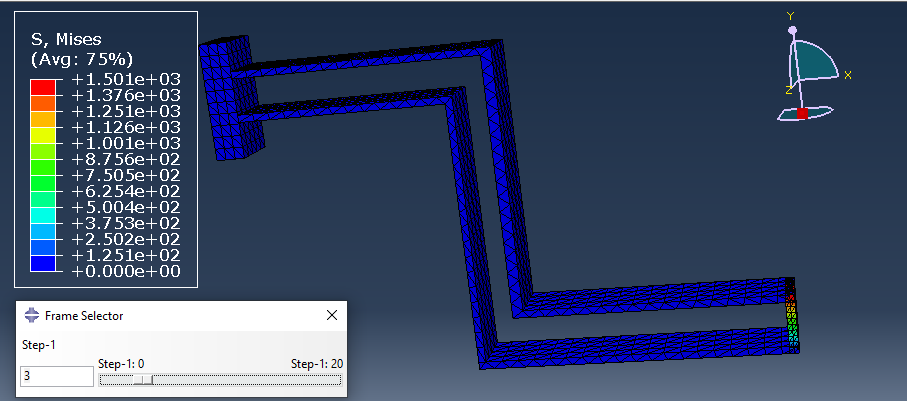 S, Mises
(Avg: 75%)
+1.501e+03
+1.376e+03
+1.251e+03
+1.126e+03
+1.001e+03
+8.756e+02
+7.505e+02
+6.254e+02
+5.004e+02
+3.753e+02
+2.502e+02
+1.251e+02
+0.000e+00
Y
X
Z
Frame Selector
Step-1
Step-1: 0 Step-1: 20
3